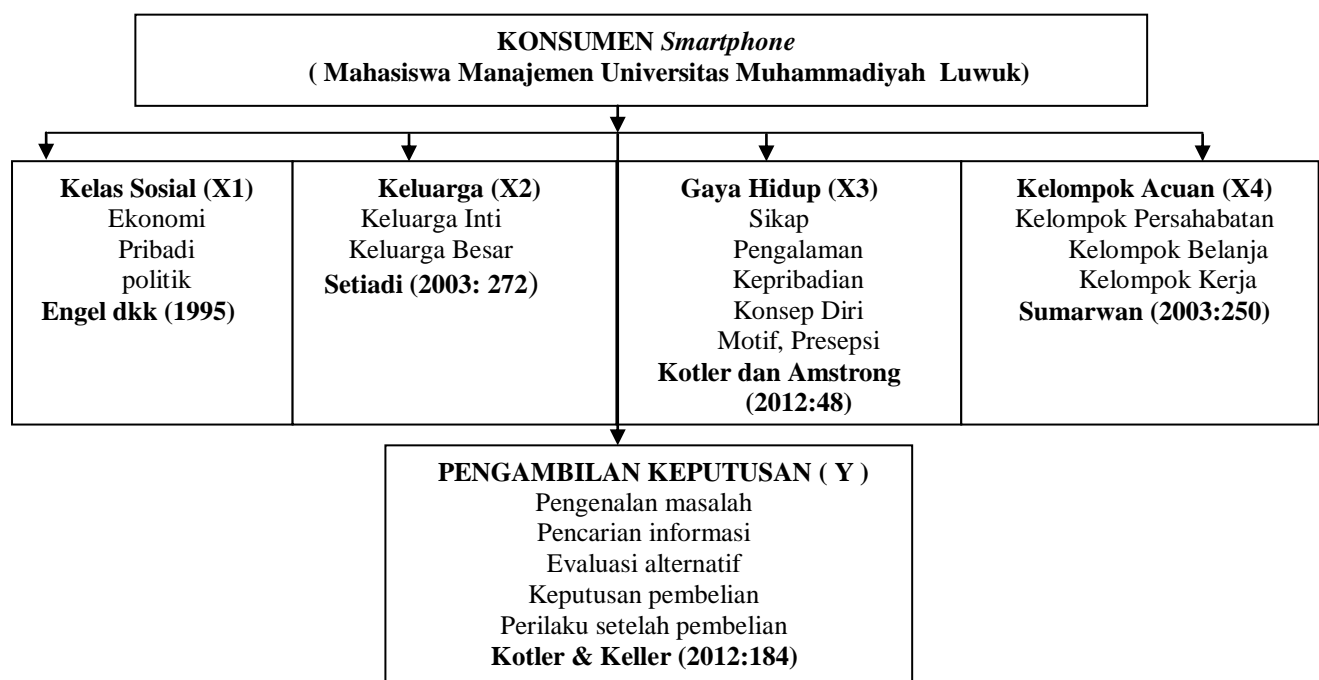 KONSUMEN Smartphone
( Mahasiswa Manajemen Universitas Muhammadiyah Luwuk)
Kelas Sosial (X1)
Ekonomi
Pribadi
politik
Engel dkk (1995)
Keluarga (X2)
Keluarga Inti
Keluarga Besar
Setiadi (2003: 272)
Gaya Hidup (X3)
Sikap
Pengalaman
Kepribadian
Konsep Diri
Motif, Presepsi
Kotler dan Amstrong
(2012:48)
Kelompok Acuan (X4)
Kelompok Persahabatan
Kelompok Belanja
Kelompok Kerja
Sumarwan (2003:250)
PENGAMBILAN KEPUTUSAN ( Y )
Pengenalan masalah
Pencarian informasi
Evaluasi alternatif
Keputusan pembelian
Perilaku setelah pembelian
Kotler & Keller (2012:184)